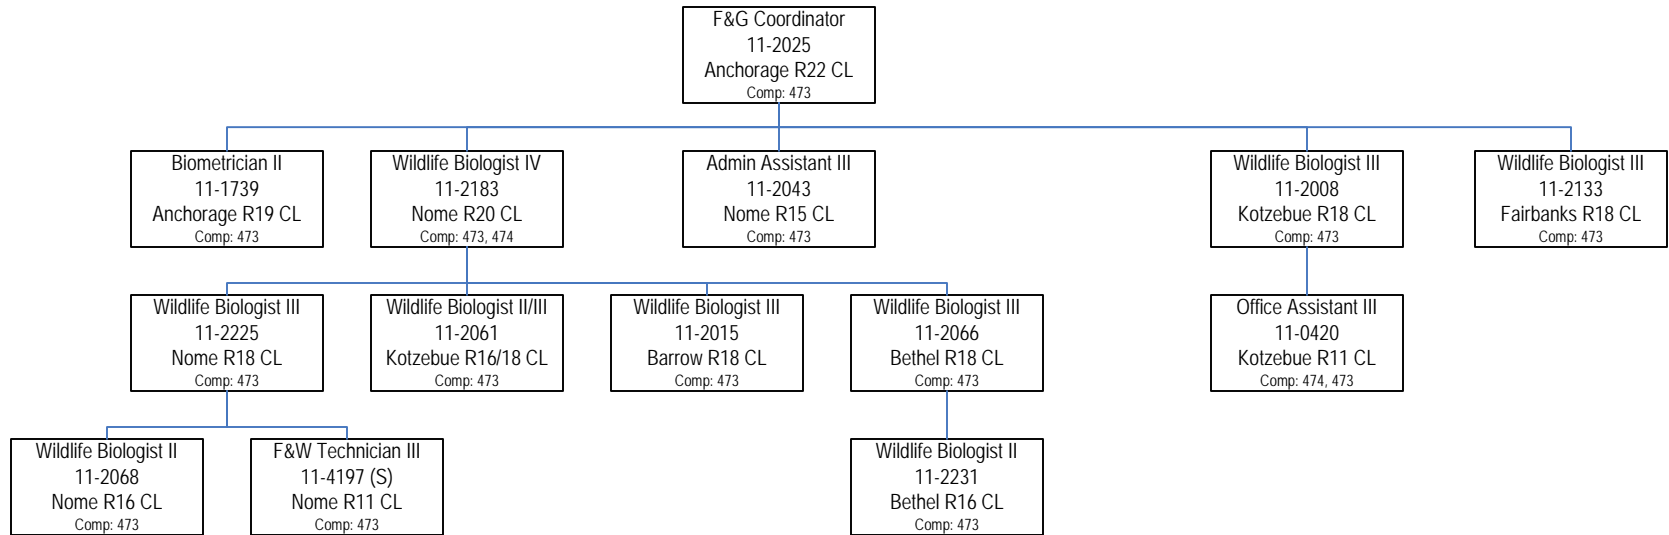 F&G Coordinator
11-2025
Anchorage R22 CL
Comp: 473
Biometrician II
11-1739
Anchorage R19 CL
Comp: 473
Wildlife Biologist IV
11-2183
Nome R20 CL
Comp: 473, 474
Admin Assistant III
11-2043
Nome R15 CL
Comp: 473
Wildlife Biologist III
11-2008
Kotzebue R18 CL
Comp: 473
Wildlife Biologist III
11-2133
Fairbanks R18 CL
Comp: 473
Wildlife Biologist III
11-2225
Nome R18 CL
Comp: 473
Wildlife Biologist II/III
11-2061
Kotzebue R16/18 CL
Comp: 473
Wildlife Biologist III
11-2015
Barrow R18 CL
Comp: 473
Wildlife Biologist III
11-2066
Bethel R18 CL
Comp: 473
Office Assistant III
11-0420
Kotzebue R11 CL
Comp: 474, 473
Wildlife Biologist II
11-2068
Nome R16 CL
Comp: 473
F&W Technician III
11-4197 (S)
Nome R11 CL
Comp: 473
Wildlife Biologist II
11-2231
Bethel R16 CL
Comp: 473